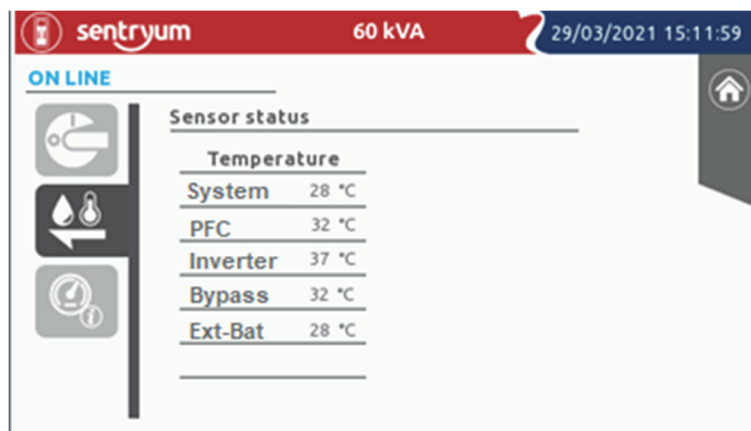 sentryum 60 kVA 29/03/2021 15:11:59
ON LINE
Sensor status
Temperature
System 28 °C
PFC 32 °C
Inverter 37 °C
Bypass 32 °C
Ext-Bat 28 °C
i